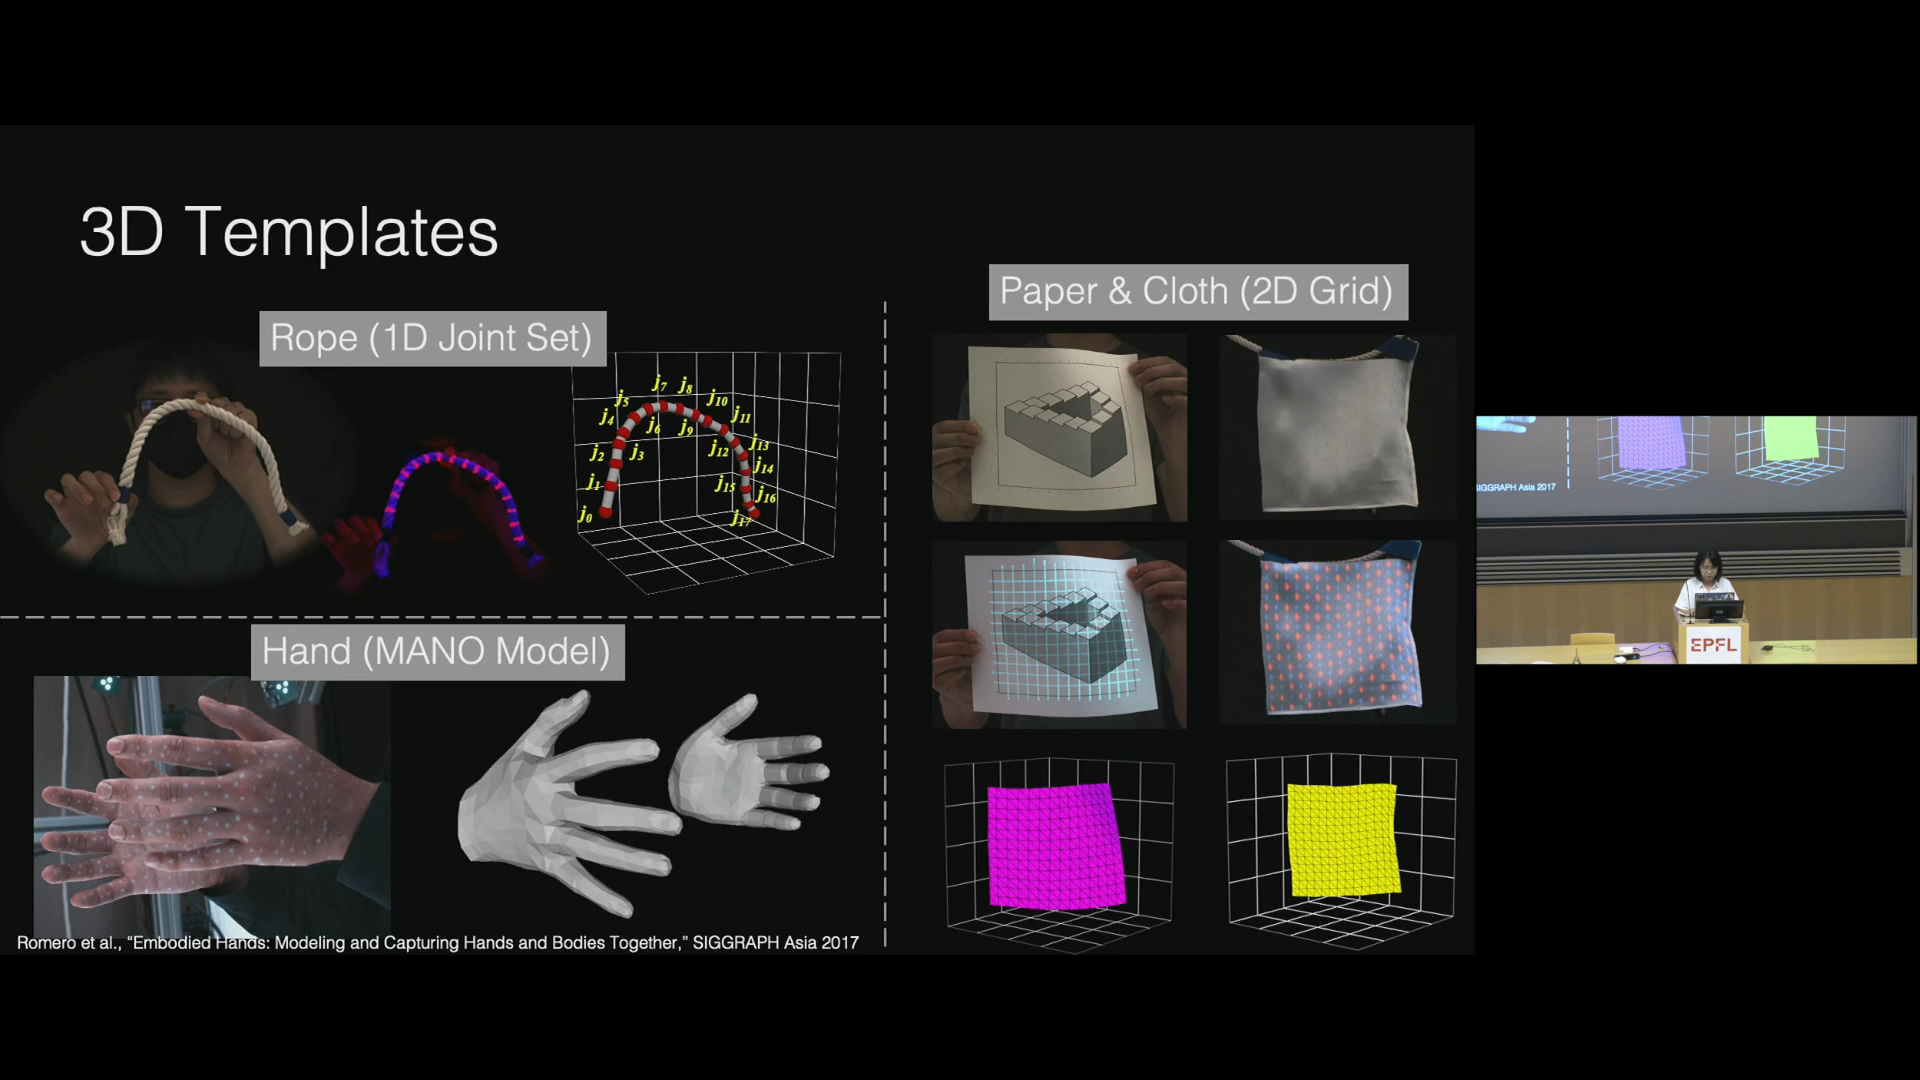 3D Templates
Rope (1D Joint Set)
j0
j1
j2
j3
j4
j5
j6
j7
j8
j9
j10
j11
j12
j13
j14
j15
j16
j17
Hand (MANO Model)
Romero et al., “Embodied Hands: Modeling and Capturing Hands and Bodies Together,” SIGGRAPH Asia 2017
Paper & Cloth (2D Grid)
SIGGRAPH Asia 2017
EPFL